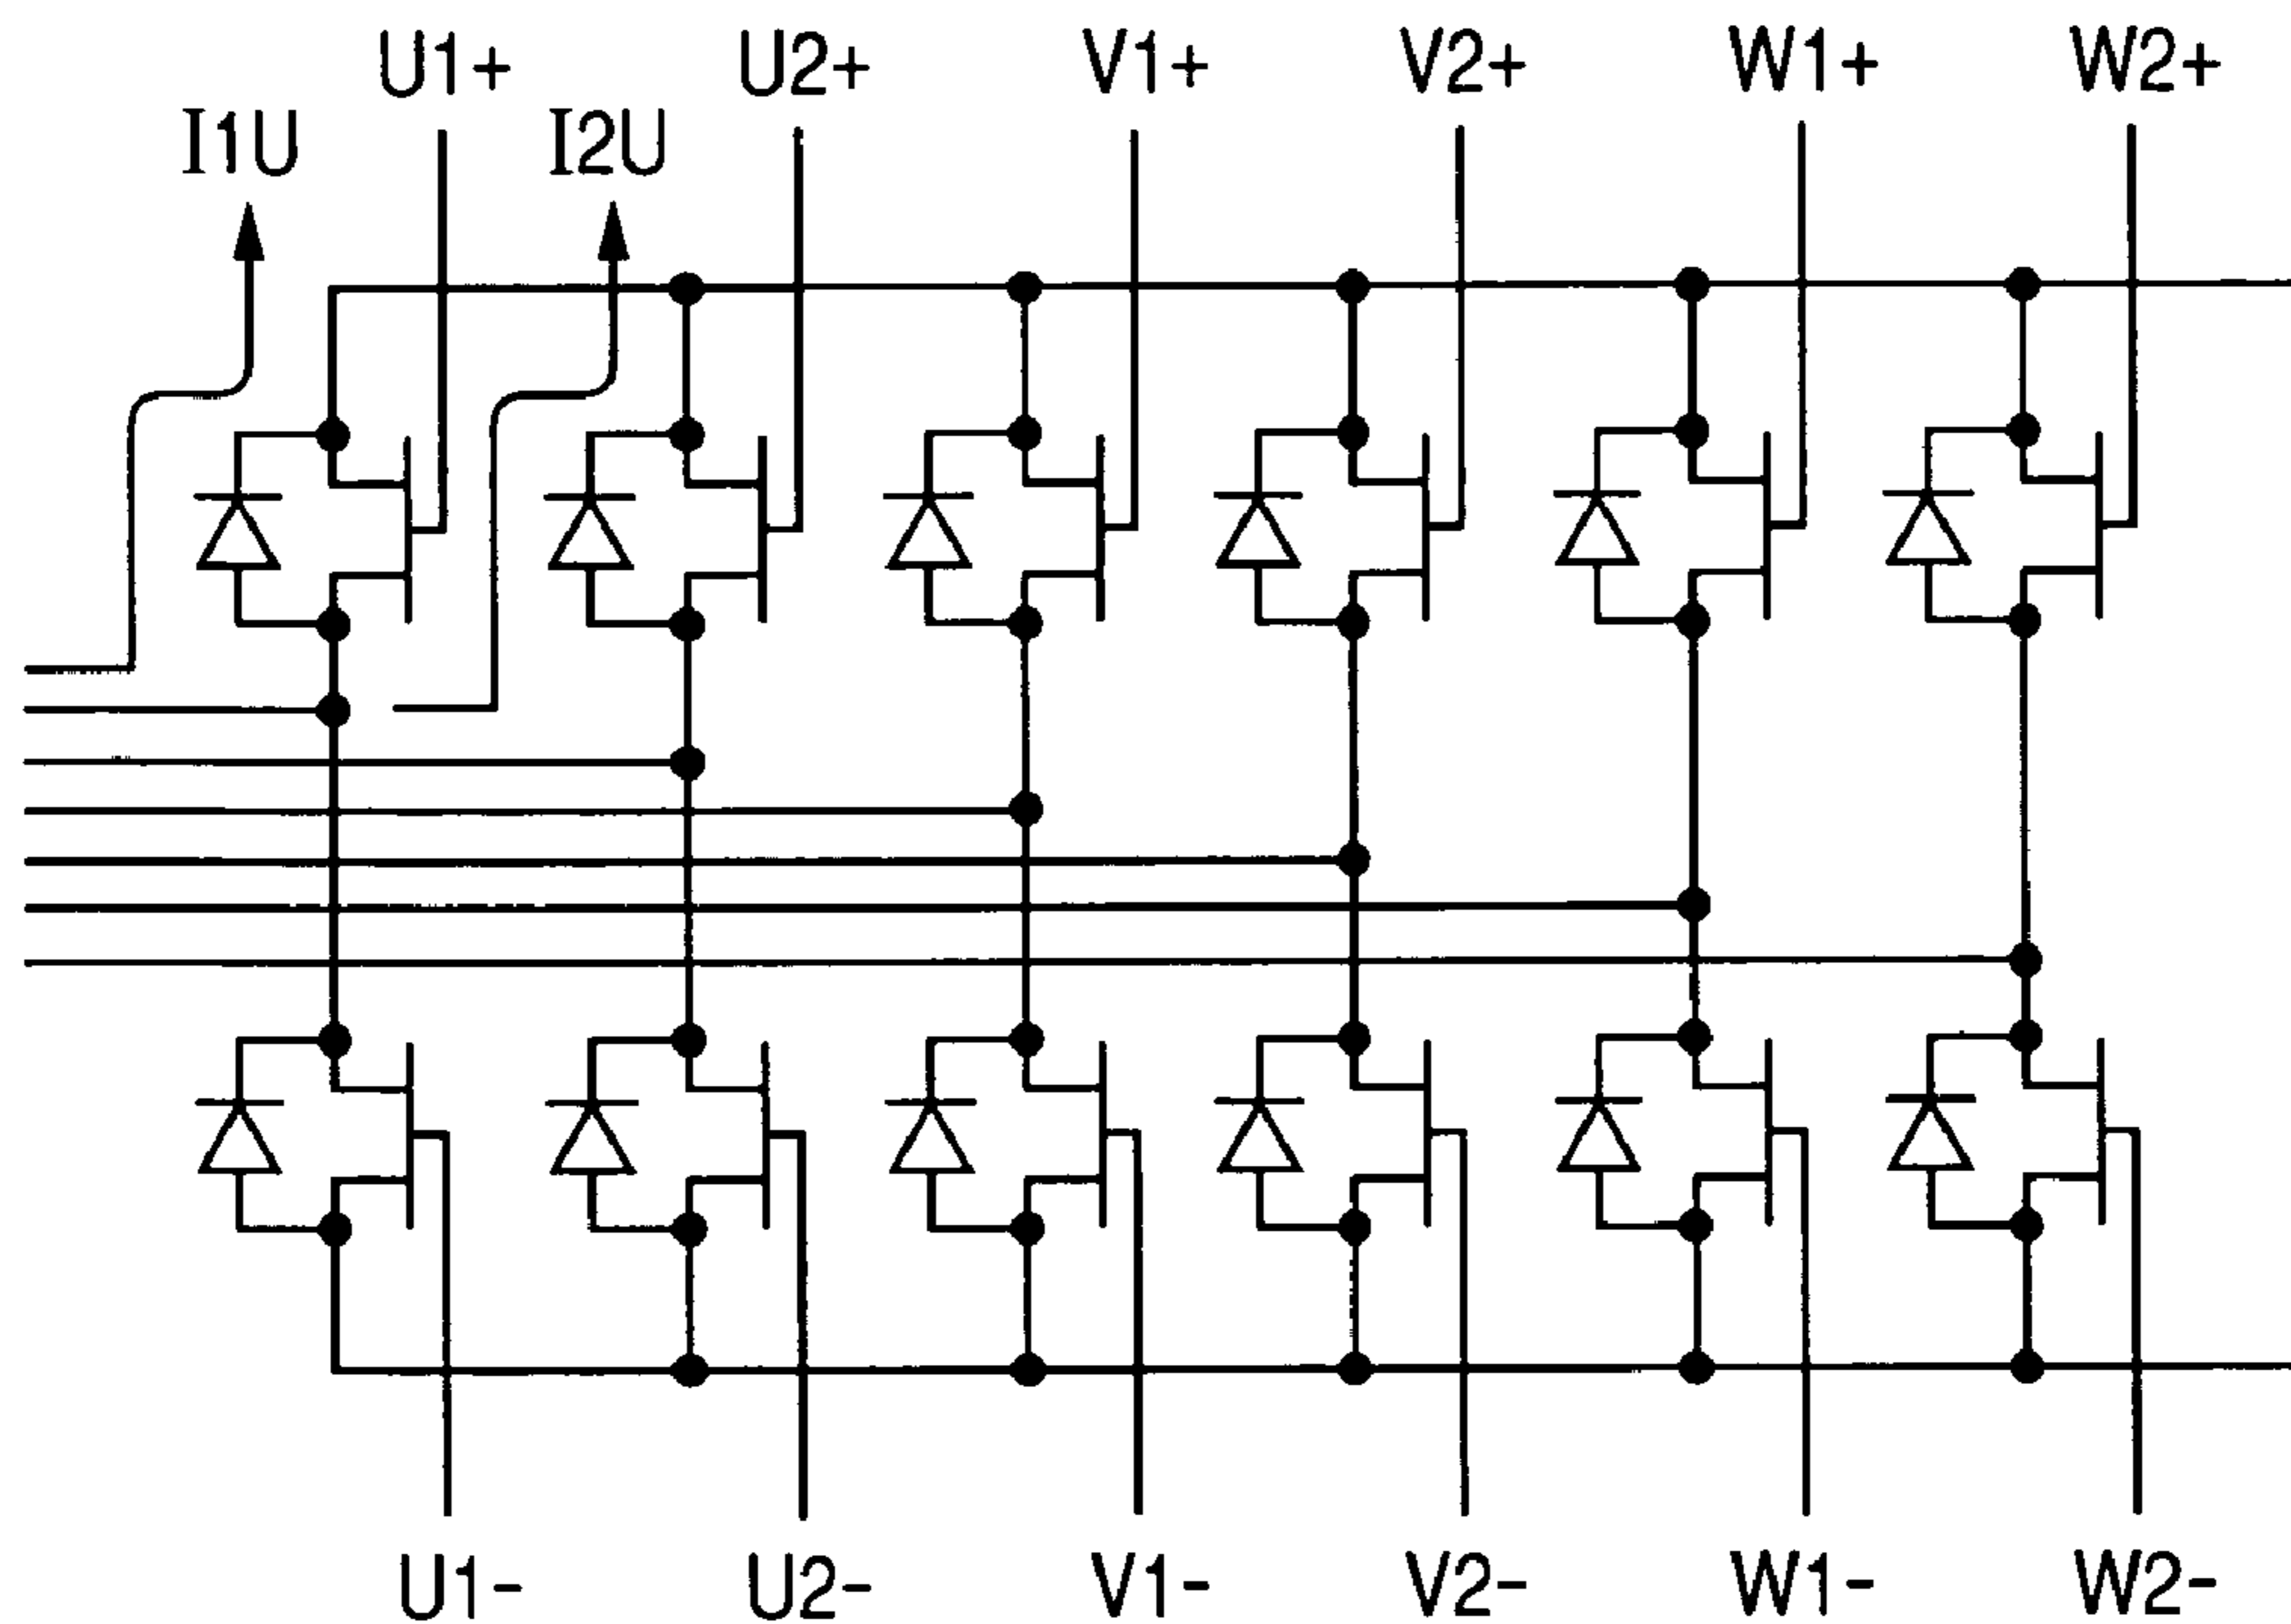 U1+ U2+ V1+ V2+ W1+ W2+
I1U I2U
U1- U2- V1- V2- W1- W2-